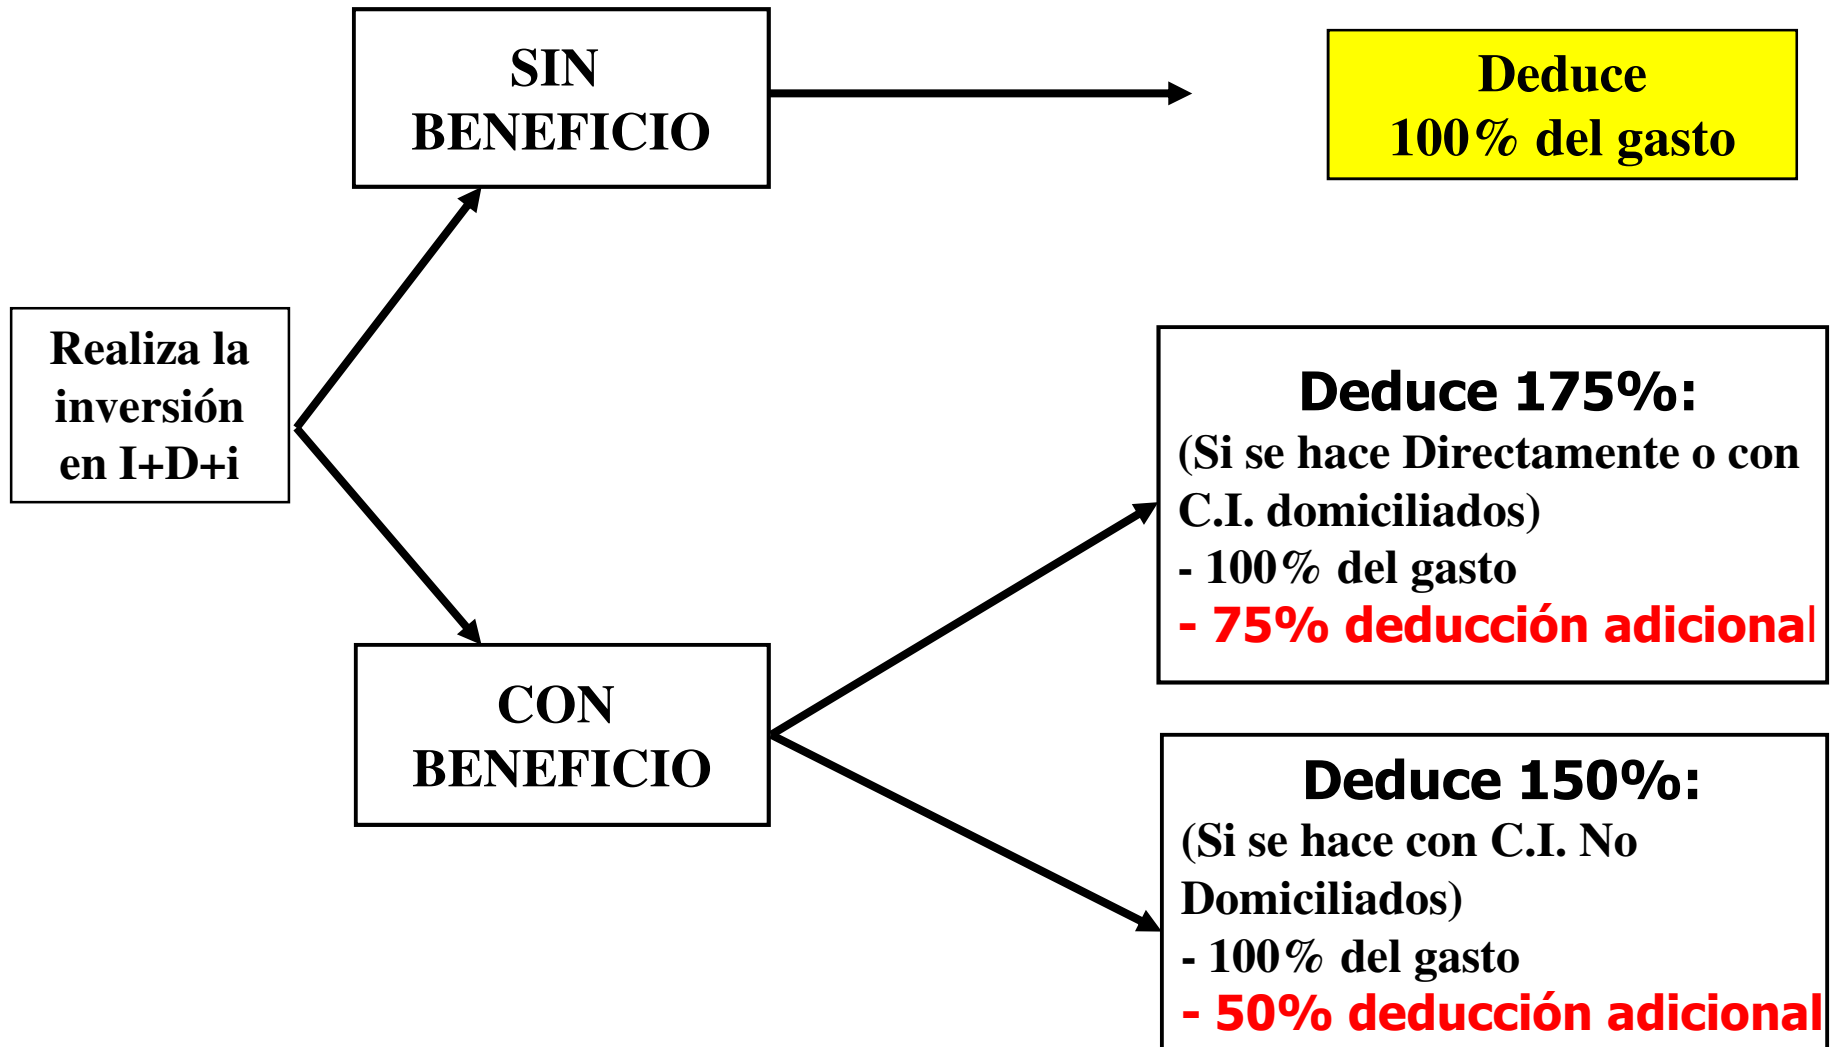 SIN
BENEFICIO
Deduce
100% del gasto
Realiza la
inversión
en I+D+i
Deduce 175%:
(Si se hace Directamente o con
C.I. domiciliados)
- 100% del gasto
- 75% deducción adicional
CON
BENEFICIO
Deduce 150%:
(Si se hace con C.I. No
Domiciliados)
- 100% del gasto
- 50% deducción adicional